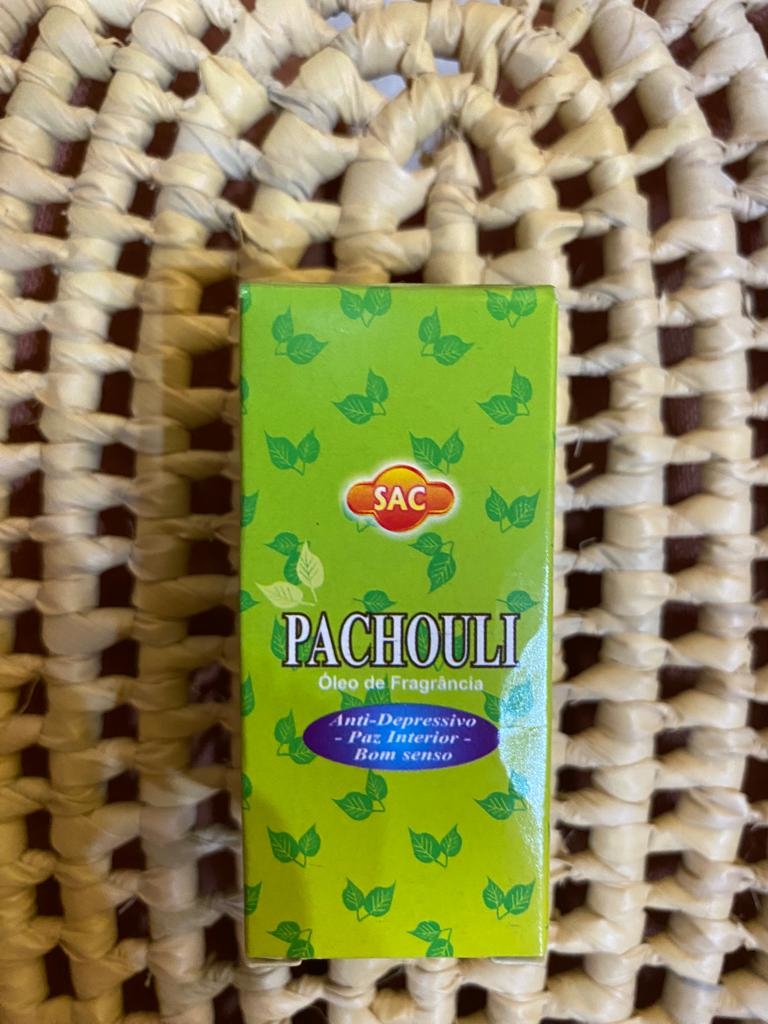 SAC
PACHOULI
Óleo de Fragrância
Anti-Depressivo
- Paz Interior -
Bom senso